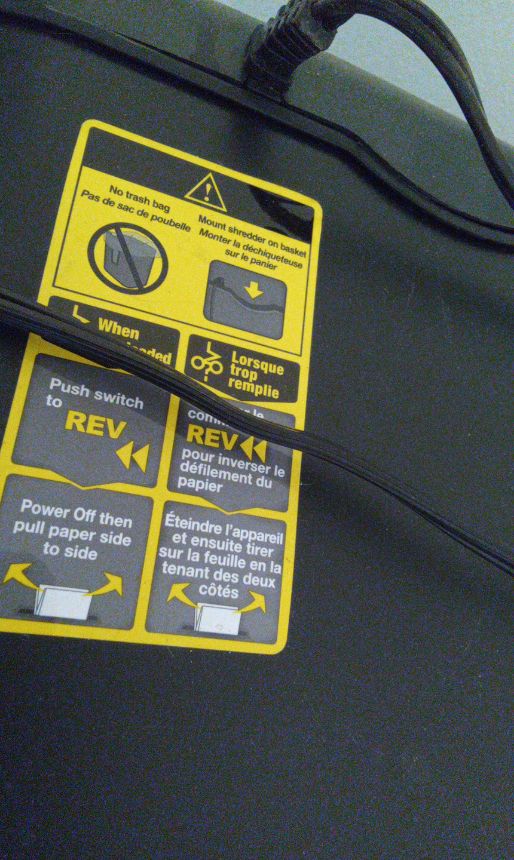 No trash bag
Pas de sac de poubelle
Mount shredder on basket
Monter la déchiqueteuse
sur le panier
When
Lorsque
trop
remplie
Push switch
to
REV
le
REV
pour inverser le
défilement du
papier
Power Off then
pull paper side
to side
Éteindre l'appareil
et ensuite tirer
sur la feuille en la
tenant des deux
côtés